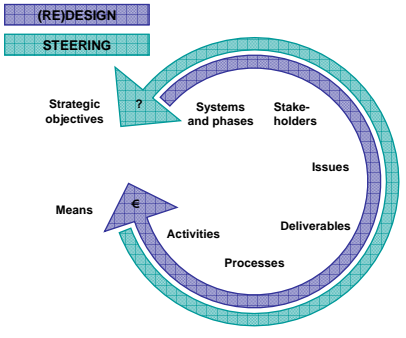 (RE)DESIGN
STEERING
?
Strategic
objectives
Systems
and phases
Stake-
holders
Issues
Deliverables
Processes
Activities
€
Means